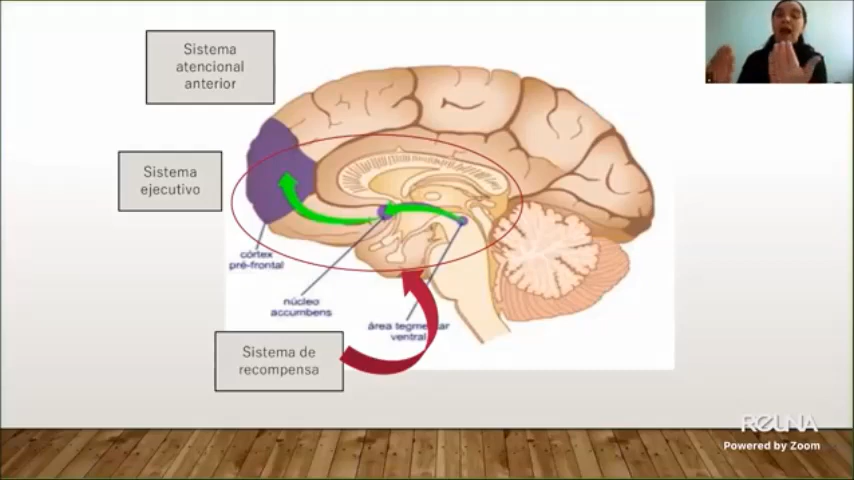 Sistema
atencional
anterior
Sistema
ejecutivo
córtex
pré-frontal
núcleo
accumbens
área tegmentar
ventral
Sistema de
recompensa
RELNA
Powered by Zoom